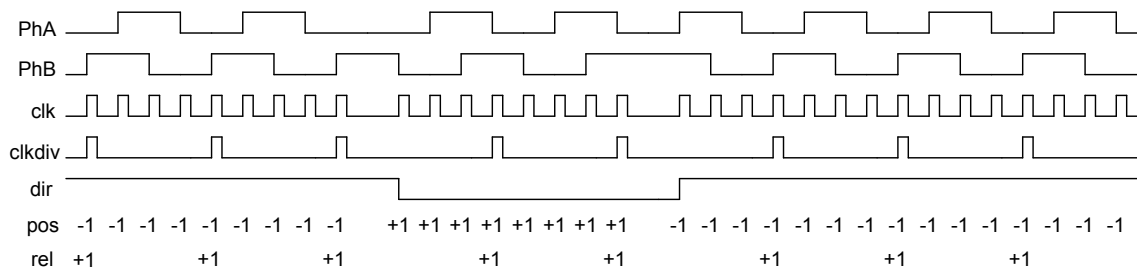 PhA
PhB
clk
clkdiv
dir
pos -1 -1 -1 -1 -1 -1 -1 -1 -1 +1 +1 +1 +1 +1 +1 +1 +1 -1 -1 -1 -1 -1 -1 -1 -1 -1 -1 -1 -1 -1 -1 -1
rel +1 +1 +1 +1 +1 +1 +1 +1